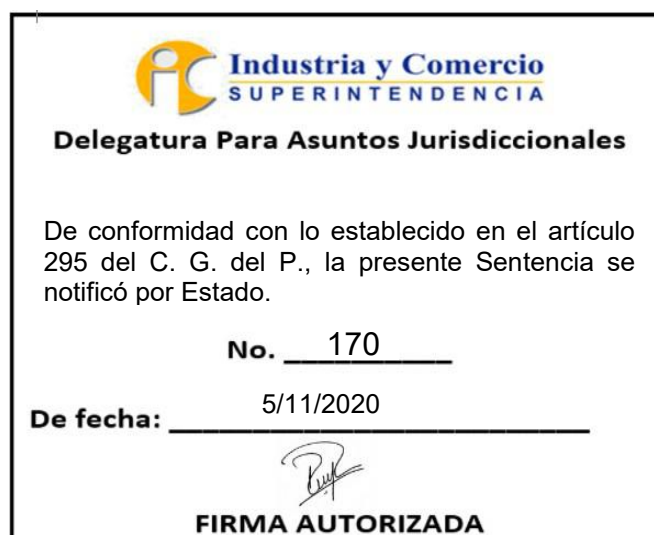 Industria y Comercio
SUPERINTENDENCIA
Delegatura Para Asuntos Jurisdiccionales
De conformidad con lo establecido en el artículo
295 del C. G. del P., la presente Sentencia se
notificó por Estado.
No. 170
De fecha: 5/11/2020
FIRMA AUTORIZADA